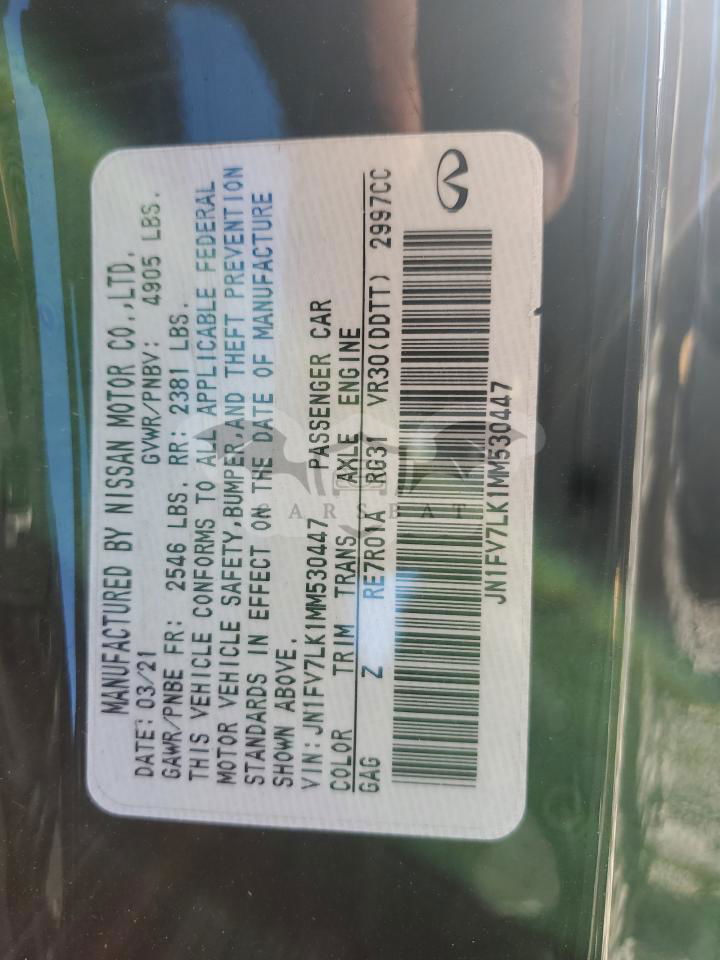 MANUFACTURED BY NISSAN MOTOR CO.,LTD.
DATE: 03/21 GVWR/PNBV: 4905 LBS.
GAWR/PNBE FR: 2546 LBS. RR: 2381 LBS.
THIS VEHICLE CONFORMS TO ALL APPLICABLE FEDERAL
MOTOR VEHICLE SAFETY,BUMPER,AND THEFT PREVENTION
STANDARDS IN EFFECT ON THE DATE OF MANUFACTURE
SHOWN ABOVE.
VIN:JN1FV7LK1MM530447 PASSENGER CAR
COLOR TRIM TRANS AXLE ENGINE
GAG Z RE7R01A RG31 VR30(DDTT) 2997CC
JN1FV7LK1MM530447
CARSBAT